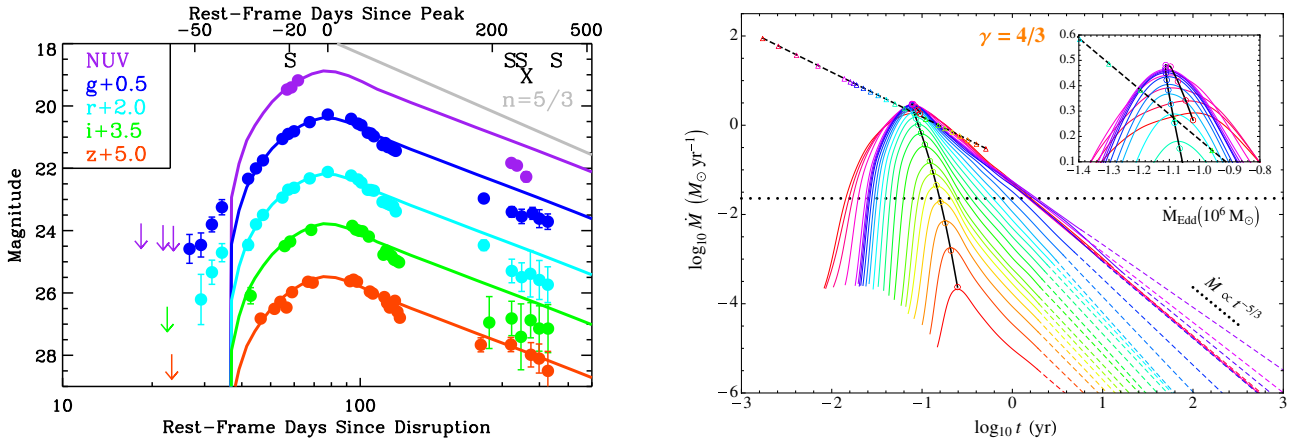 Rest-Frame Days Since Peak
-50 -20 0 200 350 500
18
20
22
24
26
28
Magnitude
NUV
g+0.5
r+2.0
i+3.5
z+5.0
S
SS S
X
n=5/3
10 100
Rest-Frame Days Since Disruption
γ = 4/3
2
0
−2
−4
−6
log₁₀ Ṁ (M⊙ yr⁻¹)
0.6
0.5
0.4
0.3
0.2
0.1
−1.4 −1.3 −1.2 −1.1 −1.0 −0.9 −0.8
Ṁ_Edd(10⁶ M⊙)
Ṁ ∝ t^−5/3
−3 −2 −1 0 1 2 3
log₁₀ t (yr)